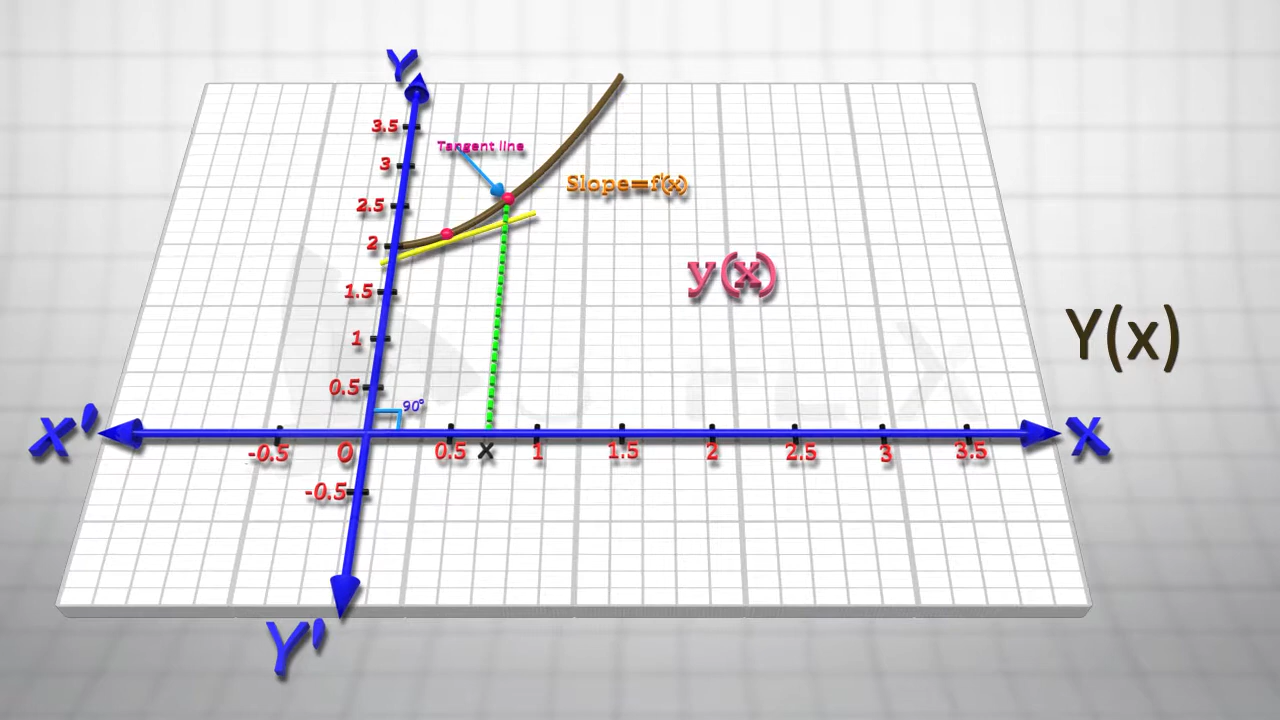 Y
3.5
Tangent line
3
Slope=f'(x)
2.5
2
y(x)
1.5
Y(x)
1
0.5
90°
X'
X
-0.5
0
0.5
x
1
1.5
2
2.5
3
3.5
-0.5
Y'